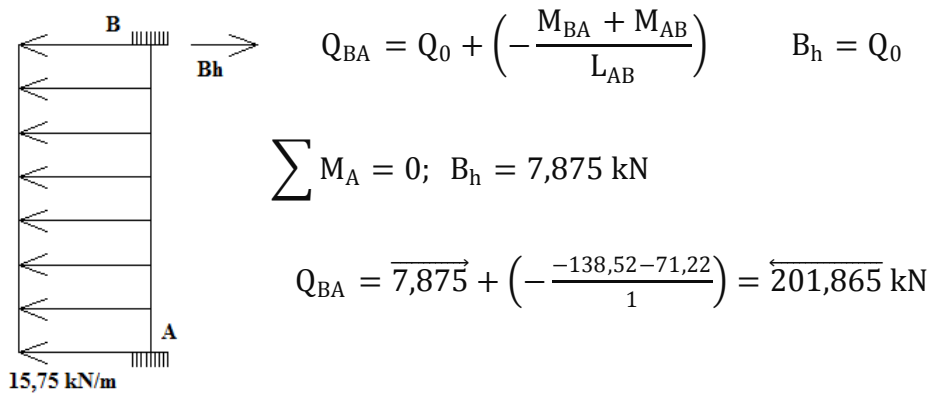 B
Bh
Q_BA = Q_0 + (− (M_BA + M_AB) / L_AB)   B_h = Q_0
∑ M_A = 0;  B_h = 7,875 kN
Q_BA = 7,875 + (− (−138,52−71,22) / 1) = 201,865 kN
A
15,75 kN/m